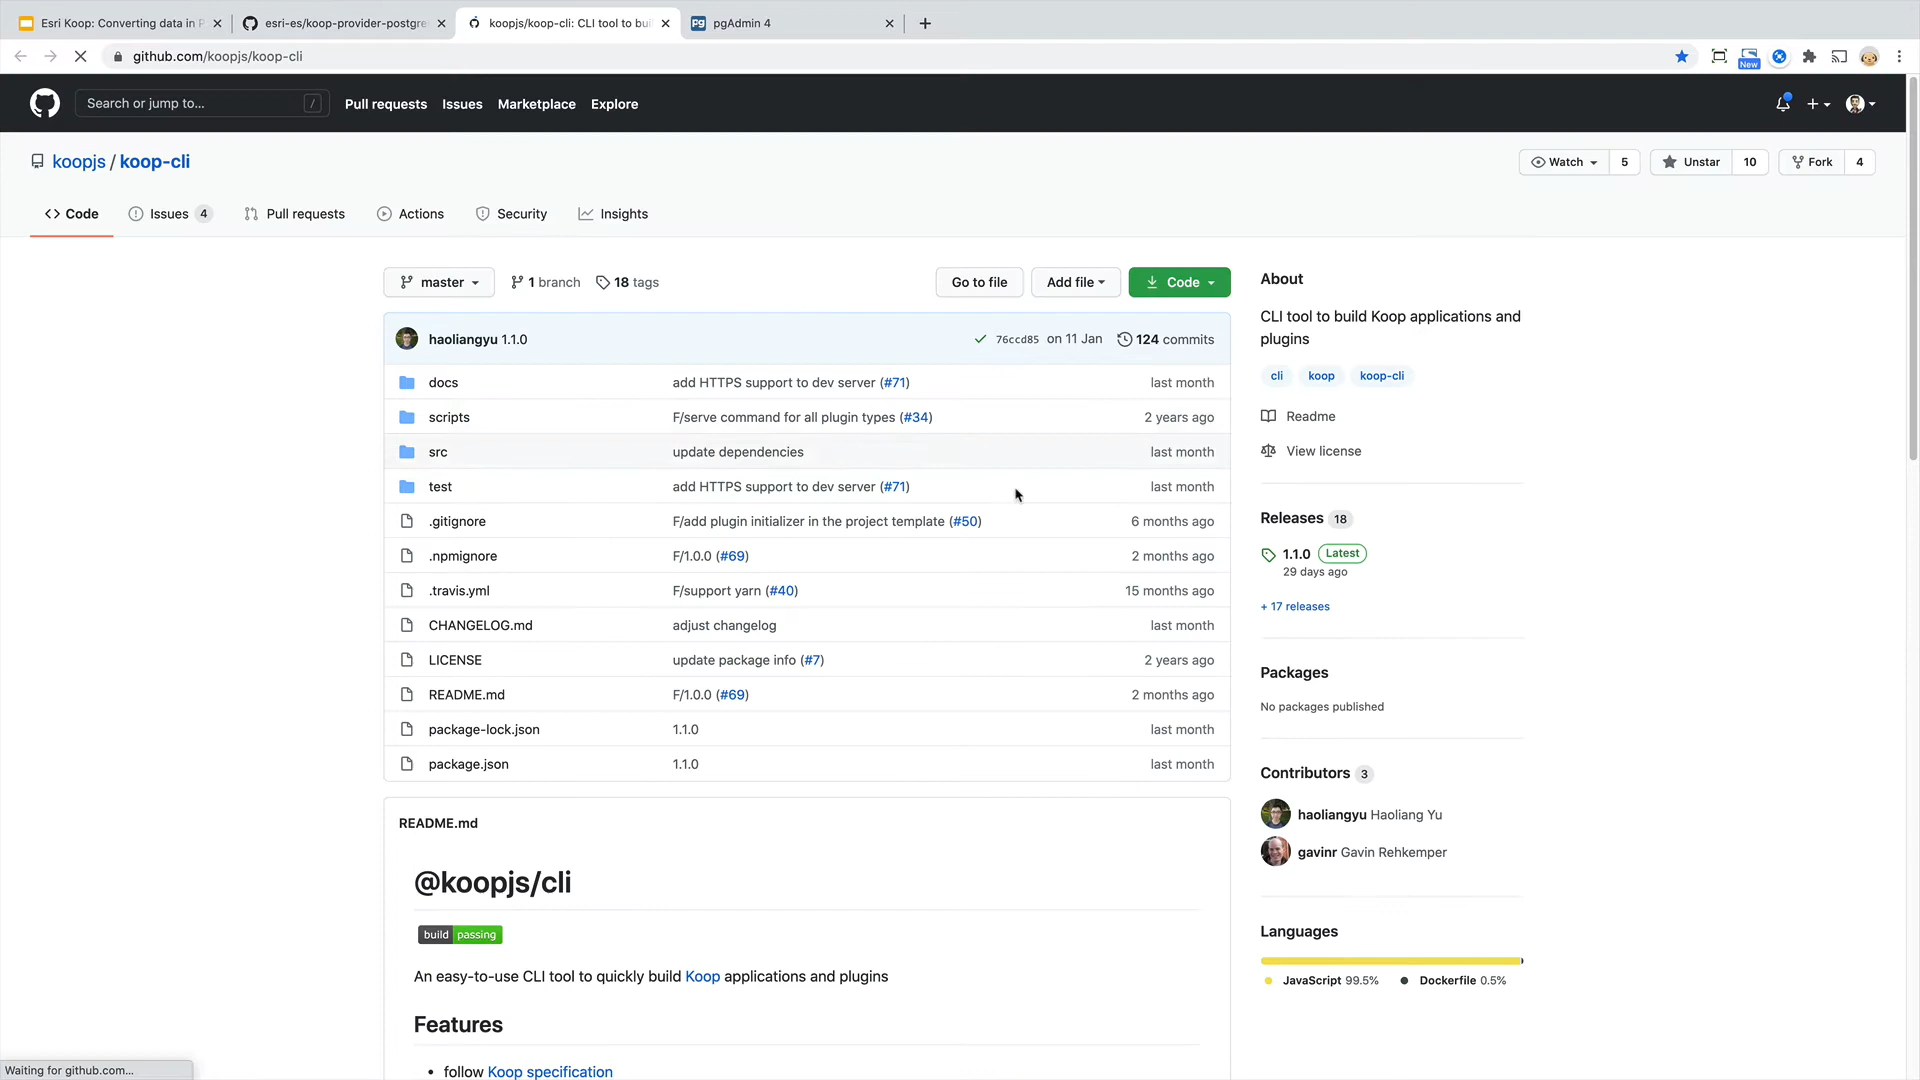 Esri Koop: Converting data in P
esri-es/koop-provider-postgre
koopjs/koop-cli: CLI tool to bui
pgAdmin 4
github.com/koopjs/koop-cli
New
Search or jump to...
/
Pull requests
Issues
Marketplace
Explore
koopjs / koop-cli
Watch
5
Unstar
10
Fork
4
Code
Issues
4
Pull requests
Actions
Security
Insights
master
1 branch
18 tags
Go to file
Add file
Code
haoliangyu 1.1.0
76ccd85 on 11 Jan
124 commits
docs
add HTTPS support to dev server (#71)
last month
scripts
F/serve command for all plugin types (#34)
2 years ago
src
update dependencies
last month
test
add HTTPS support to dev server (#71)
last month
.gitignore
F/add plugin initializer in the project template (#50)
6 months ago
.npmignore
F/1.0.0 (#69)
2 months ago
.travis.yml
F/support yarn (#40)
15 months ago
CHANGELOG.md
adjust changelog
last month
LICENSE
update package info (#7)
2 years ago
README.md
F/1.0.0 (#69)
2 months ago
package-lock.json
1.1.0
last month
package.json
1.1.0
last month
README.md
@koopjs/cli
build passing
An easy-to-use CLI tool to quickly build Koop applications and plugins
Features
• follow Koop specification
About
CLI tool to build Koop applications and
plugins
cli
koop
koop-cli
Readme
View license
Releases 18
1.1.0 Latest
29 days ago
+ 17 releases
Packages
No packages published
Contributors 3
haoliangyu Haoliang Yu
gavinr Gavin Rehkemper
Languages
JavaScript 99.5%
Dockerfile 0.5%
Waiting for github.com...